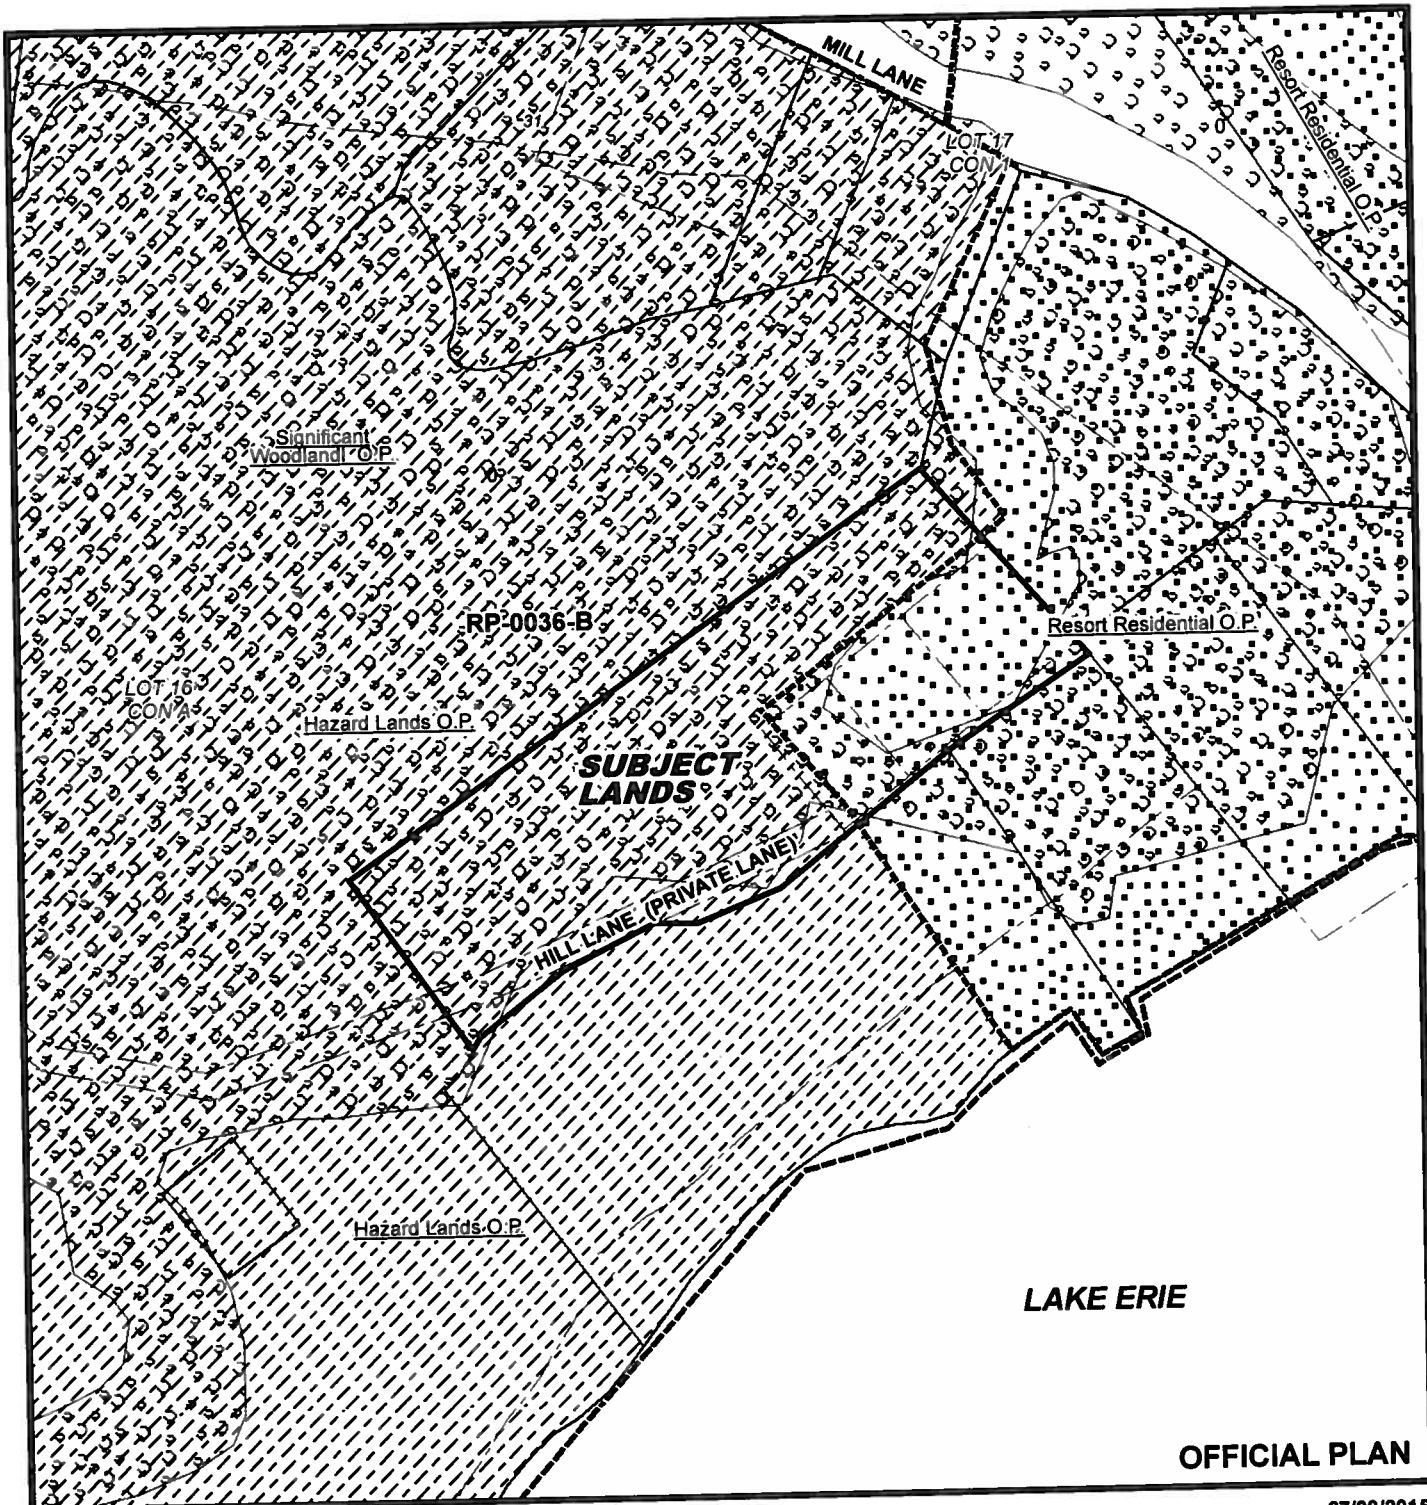 MILL LANE
Resort Residential O.P.
31
LOT 17
CON 1
Significant
Woodland O.P.
RP-0036-B
Resort Residential O.P.
LOT 16
CON A
Hazard Lands O.P.
SUBJECT
LANDS
HILL LANE (PRIVATE LANE)
Hazard Lands O.P.
LAKE ERIE
OFFICIAL PLAN